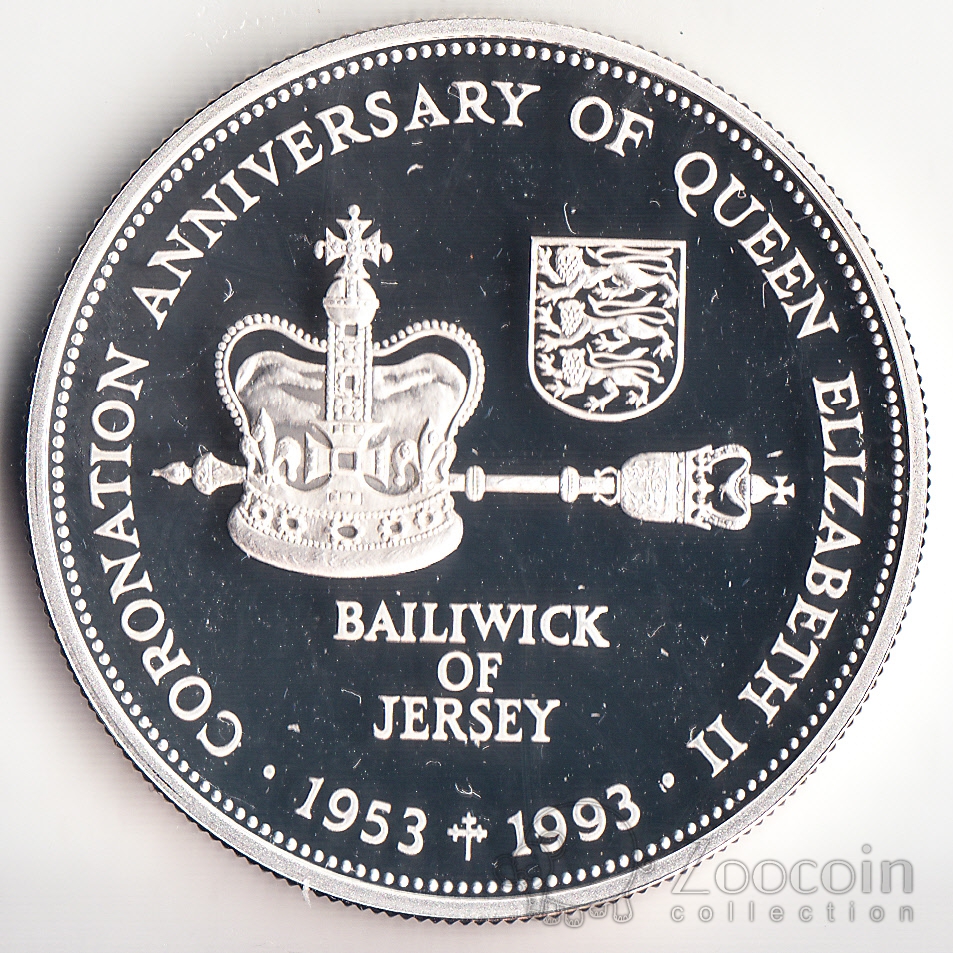 CORONATION ANNIVERSARY OF QUEEN ELIZABETH II
BAILIWICK
OF
JERSEY
· 1953 ‡ 1993 ·
Zoocoin
collection